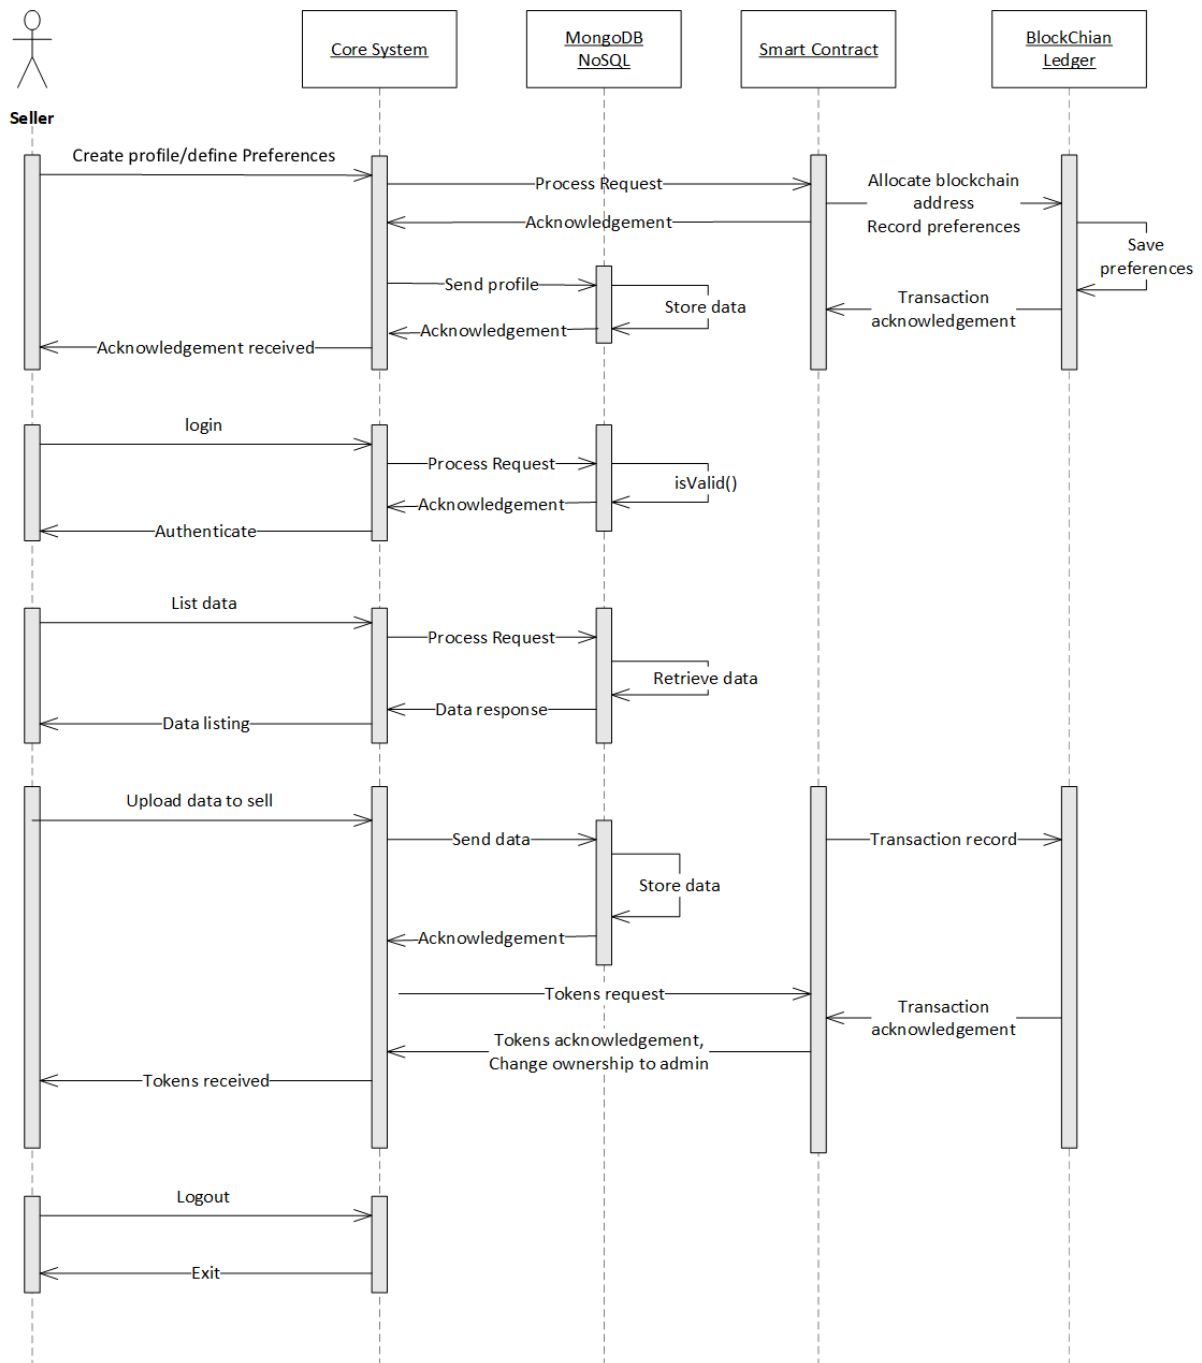 Seller
Core System
MongoDB
NoSQL
Smart Contract
BlockChian
Ledger
Create profile/define Preferences
Process Request
Allocate blockchain
address
Record preferences
Acknowledgement
Save
preferences
Send profile
Store data
Transaction
acknowledgement
Acknowledgement
Acknowledgement received
login
Process Request
isValid()
Acknowledgement
Authenticate
List data
Process Request
Retrieve data
Data response
Data listing
Upload data to sell
Send data
Transaction record
Store data
Acknowledgement
Tokens request
Transaction
acknowledgement
Tokens acknowledgement,
Change ownership to admin
Tokens received
Logout
Exit